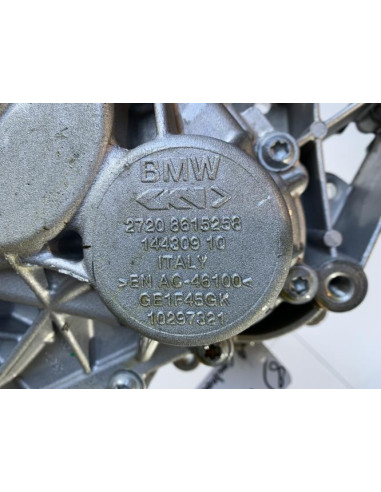 BMW
2720 8615258
144309 10
ITALY
>EN AC-46100<
GE1F45GK
10297321